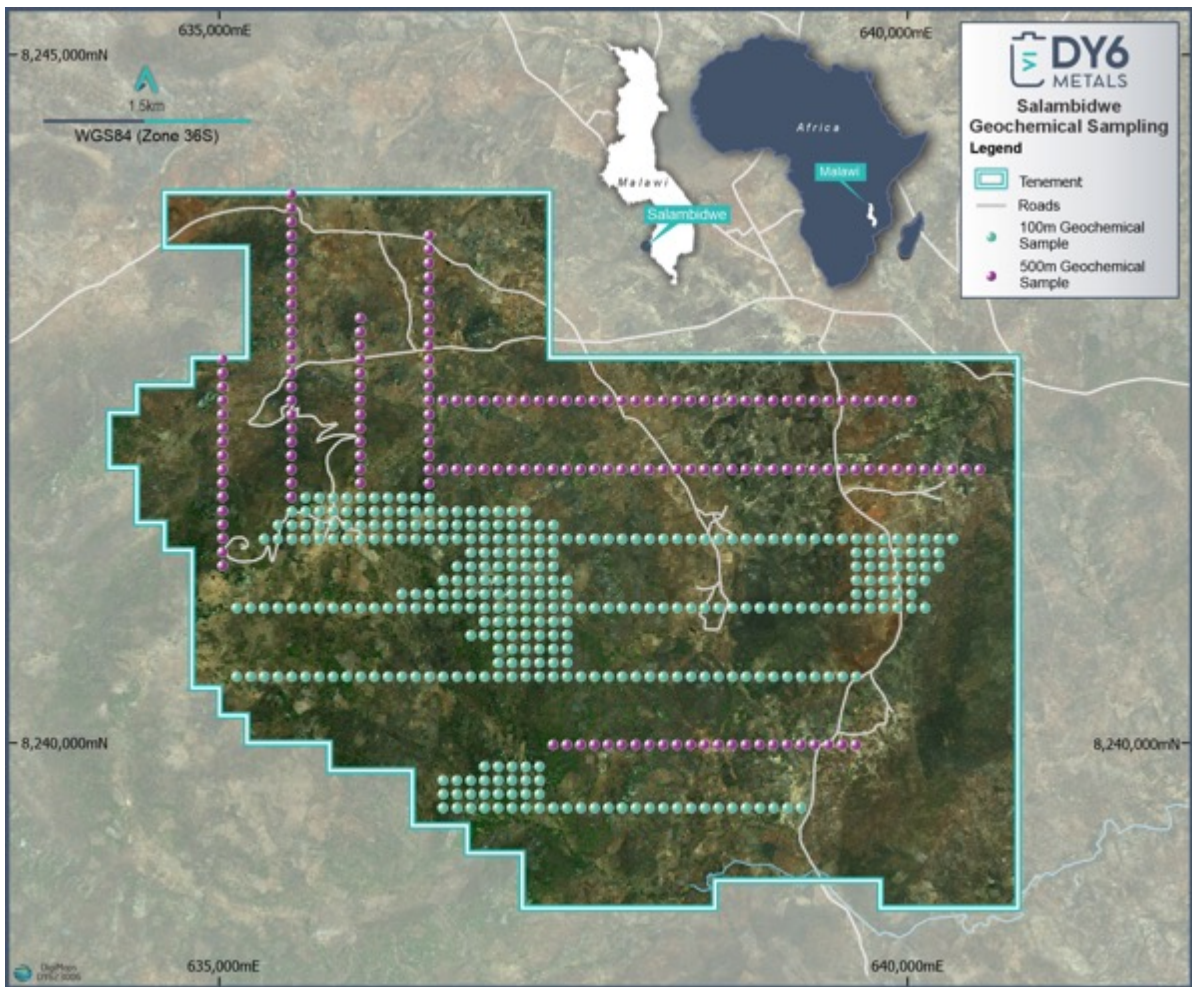 635,000mE
640,000mE
8,245,000mN
1.5km
WGS84 (Zone 36S)
Africa
Malawi
Malawi
Salambidwe
DY6
METALS
Salambidwe
Geochemical Sampling
Legend
Tenement
Roads
100m Geochemical
Sample
500m Geochemical
Sample
8,240,000mN
8,240,000mN
635,000mE
640,000mE
DigiMaps